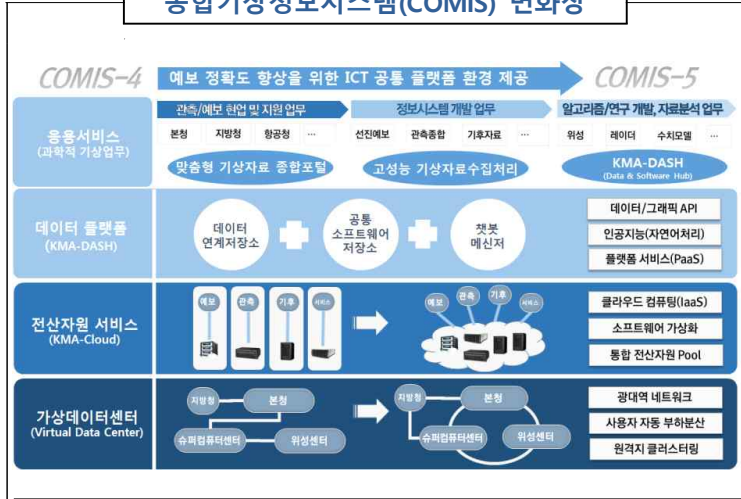 종합기상정보시스템(COMIS) 변화상
COMIS-4
예보 정확도 향상을 위한 ICT 공통 플랫폼 환경 제공
COMIS-5
응용서비스
(과학적 기상업무)
관측/예보 현업 및 지원 업무
정보시스템 개발 업무
알고리즘/연구 개발, 자료분석 업무
본청 지방청 항공청 ...
선진예보 관측종합 기후자료 ...
위성 레이더 수치모델 ...
맞춤형 기상자료 종합포털
고성능 기상자료수집처리
KMA-DASH
(Data & Software Hub)
데이터 플랫폼
(KMA-DASH)
데이터
연계저장소
공통
소프트웨어
저장소
챗봇
메신저
데이터/그래픽 API
인공지능(자연어처리)
플랫폼 서비스(PaaS)
전산자원 서비스
(KMA-Cloud)
예보 관측 기후 서비스
예보 관측 기후 서비스
클라우드 컴퓨팅(IaaS)
소프트웨어 가상화
통합 전산자원 Pool
가상데이터센터
(Virtual Data Center)
지방청 본청
슈퍼컴퓨터센터 위성센터
지방청 본청
슈퍼컴퓨터센터 위성센터
광대역 네트워크
사용자 자동 부하분산
원격지 클러스터링